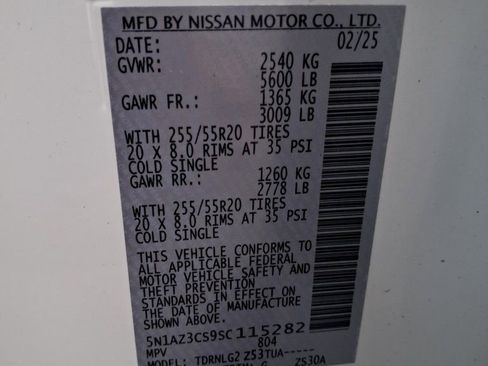 MFD BY NISSAN MOTOR CO., LTD.
DATE: 02/25
GVWR: 2540 KG
5600 LB
GAWR FR.: 1365 KG
3009 LB
WITH 255/55R20 TIRES
20 X 8.0 RIMS AT 35 PSI
COLD SINGLE
GAWR RR.: 1260 KG
2778 LB
WITH 255/55R20 TIRES
20 X 8.0 RIMS AT 35 PSI
COLD SINGLE
THIS VEHICLE CONFORMS TO
ALL APPLICABLE FEDERAL
MOTOR VEHICLE SAFETY AND
THEFT PREVENTION
STANDARDS IN EFFECT ON
THE DATE OF MANUFACTURE
SHOWN ABOVE.
5N1AZ3CS9SC115282
MPV 804
MODEL: TDRNLG2 Z53TUA-----
ZS30A